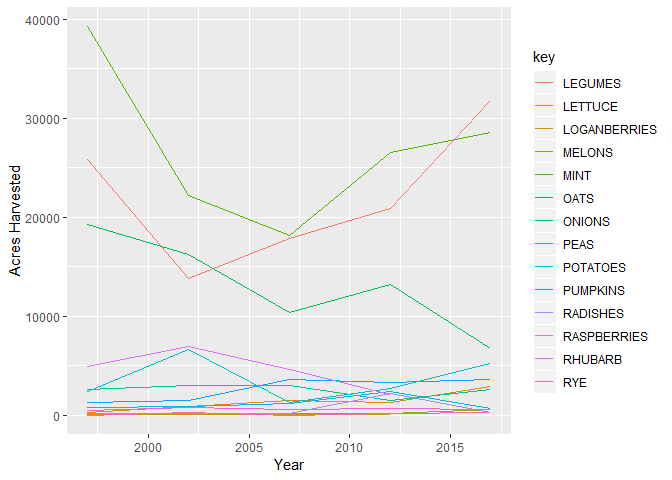 40000
30000
20000
10000
0
Acres Harvested
2000 2005 2010 2015
Year
key
LEGUMES
LETTUCE
LOGANBERRIES
MELONS
MINT
OATS
ONIONS
PEAS
POTATOES
PUMPKINS
RADISHES
RASPBERRIES
RHUBARB
RYE